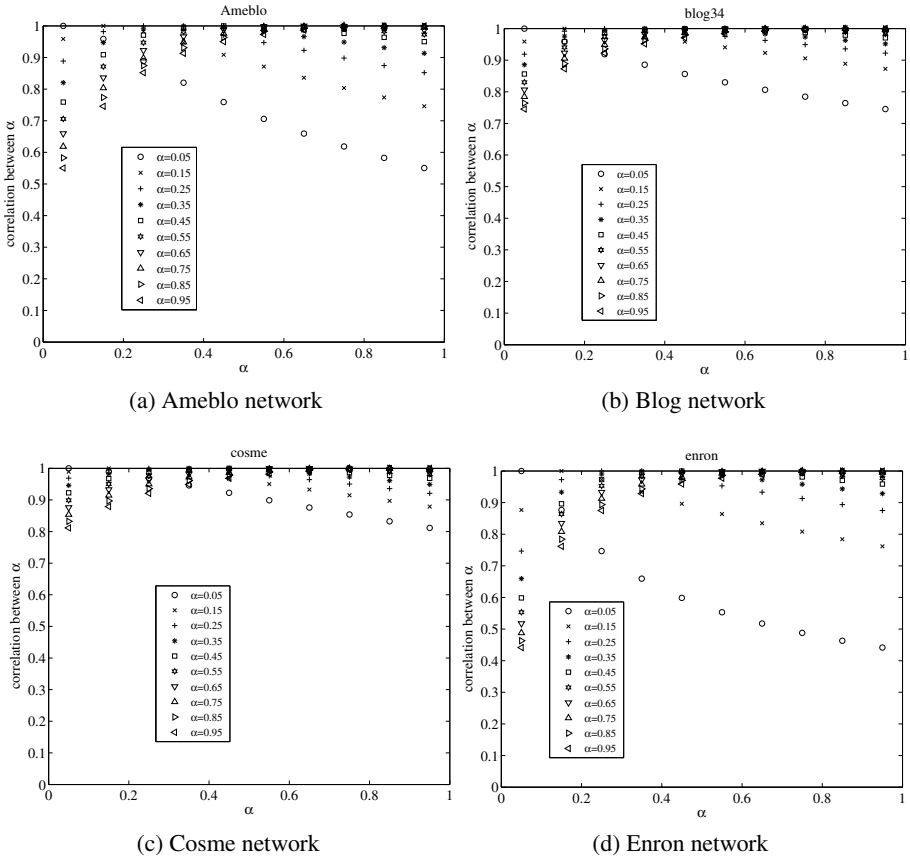 Ameblo
1
0.9
0.8
0.7
0.6
0.5
0.4
0.3
0.2
0.1
0
correlation between α
α=0.05
α=0.15
α=0.25
α=0.35
α=0.45
α=0.55
α=0.65
α=0.75
α=0.85
α=0.95
0 0.2 0.4 0.6 0.8 1
α
(a) Ameblo network
blog34
1
0.9
0.8
0.7
0.6
0.5
0.4
0.3
0.2
0.1
0
correlation between α
α=0.05
α=0.15
α=0.25
α=0.35
α=0.45
α=0.55
α=0.65
α=0.75
α=0.85
α=0.95
0 0.2 0.4 0.6 0.8 1
α
(b) Blog network
cosme
1
0.9
0.8
0.7
0.6
0.5
0.4
0.3
0.2
0.1
0
correlation between α
α=0.05
α=0.15
α=0.25
α=0.35
α=0.45
α=0.55
α=0.65
α=0.75
α=0.85
α=0.95
0 0.2 0.4 0.6 0.8 1
α
(c) Cosme network
enron
1
0.9
0.8
0.7
0.6
0.5
0.4
0.3
0.2
0.1
0
correlation between α
α=0.05
α=0.15
α=0.25
α=0.35
α=0.45
α=0.55
α=0.65
α=0.75
α=0.85
α=0.95
0 0.2 0.4 0.6 0.8 1
α
(d) Enron network